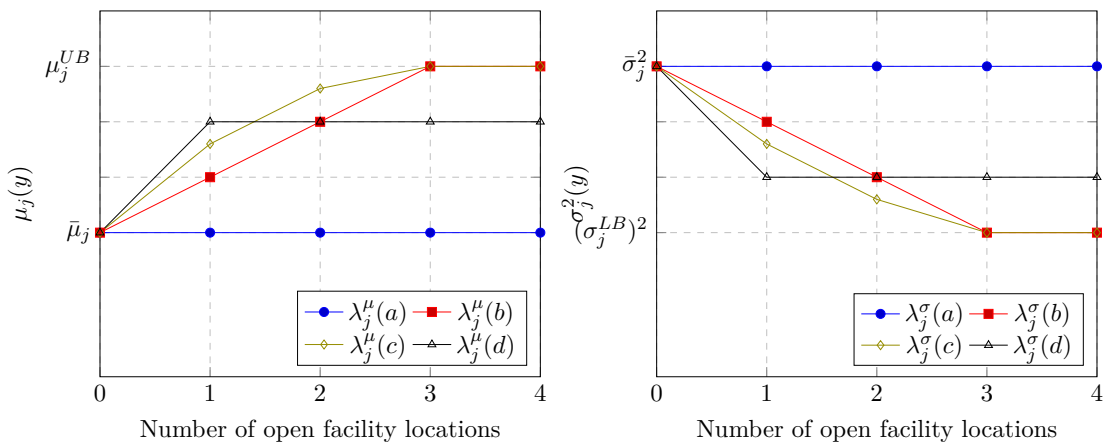 μ_j^{UB}
μ̄_j
μ_j(y)
λ_j^μ(a) λ_j^μ(b)
λ_j^μ(c) λ_j^μ(d)
0 1 2 3 4
Number of open facility locations
σ̄_j^2
(σ_j^{LB})^2
σ_j^2(y)
λ_j^σ(a) λ_j^σ(b)
λ_j^σ(c) λ_j^σ(d)
0 1 2 3 4
Number of open facility locations